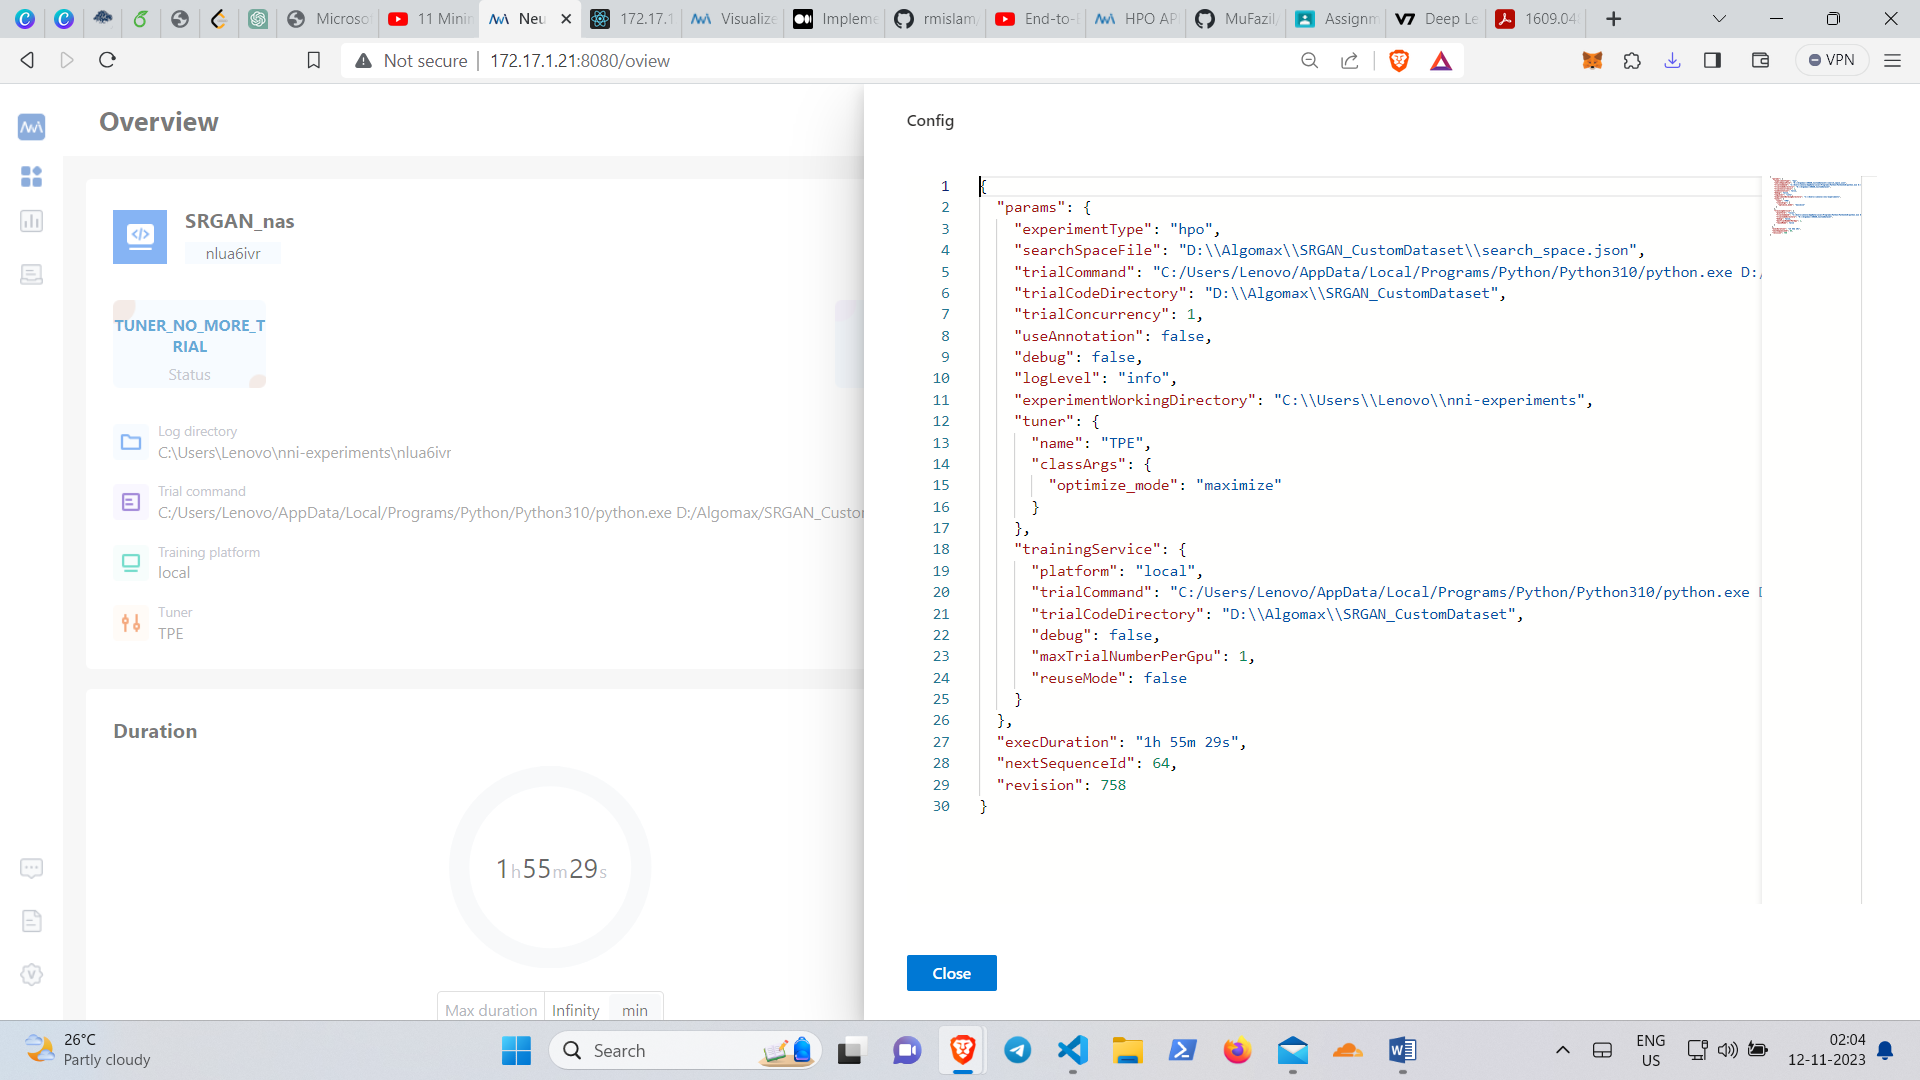 Microsof
11 Minin
Neu
172.17.1
Visualize
Impleme
rmislam/
End-to-E
HPO API
MuFazil/
Assignm
Deep Le
1609.048
Not secure
172.17.1.21:8080/oview
VPN
Overview
SRGAN_nas
nlua6ivr
TUNER_NO_MORE_T
RIAL
Status
Log directory
C:\Users\Lenovo\nni-experiments\nlua6ivr
Trial command
C:/Users/Lenovo/AppData/Local/Programs/Python/Python310/python.exe D:/Algomax/SRGAN_Custom
Training platform
local
Tuner
TPE
Duration
1h55m29s
Max duration Infinity min
Config
1 {
2 "params": {
3 "experimentType": "hpo",
4 "searchSpaceFile": "D:\\Algomax\\SRGAN_CustomDataset\\search_space.json",
5 "trialCommand": "C:/Users/Lenovo/AppData/Local/Programs/Python/Python310/python.exe D:/
6 "trialCodeDirectory": "D:\\Algomax\\SRGAN_CustomDataset",
7 "trialConcurrency": 1,
8 "useAnnotation": false,
9 "debug": false,
10 "logLevel": "info",
11 "experimentWorkingDirectory": "C:\\Users\\Lenovo\\nni-experiments",
12 "tuner": {
13 "name": "TPE",
14 "classArgs": {
15 "optimize_mode": "maximize"
16 }
17 },
18 "trainingService": {
19 "platform": "local",
20 "trialCommand": "C:/Users/Lenovo/AppData/Local/Programs/Python/Python310/python.exe D
21 "trialCodeDirectory": "D:\\Algomax\\SRGAN_CustomDataset",
22 "debug": false,
23 "maxTrialNumberPerGpu": 1,
24 "reuseMode": false
25 }
26 },
27 "execDuration": "1h 55m 29s",
28 "nextSequenceId": 64,
29 "revision": 758
30 }
Close
26°C
Partly cloudy
Search
ENG
US
02:04
12-11-2023